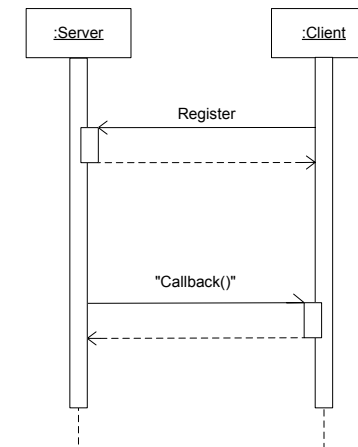 :Server
:Client
Register
"Callback()"